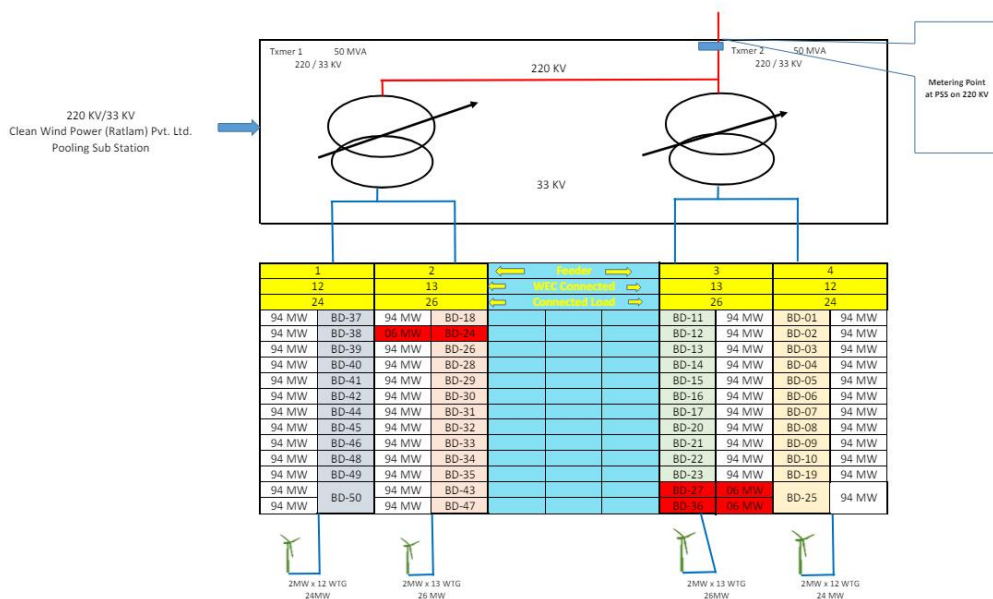 Txmer 1 50 MVA
220 / 33 KV
Txmer 2 50 MVA
220 / 33 KV
220 KV
Metering Point
at PSS on 220 KV
220 KV/33 KV
Clean Wind Power (Ratlam) Pvt. Ltd.
Pooling Sub Station
33 KV
1 2 Feeder 3 4
12 13 WEC Connected 13 12
24 26 Connected Load 26 24
94 MW BD-37 94 MW BD-18 BD-11 94 MW BD-01 94 MW
94 MW BD-38 06 MW BD-24 BD-12 94 MW BD-02 94 MW
94 MW BD-39 94 MW BD-26 BD-13 94 MW BD-03 94 MW
94 MW BD-40 94 MW BD-28 BD-14 94 MW BD-04 94 MW
94 MW BD-41 94 MW BD-29 BD-15 94 MW BD-05 94 MW
94 MW BD-42 94 MW BD-30 BD-16 94 MW BD-06 94 MW
94 MW BD-44 94 MW BD-31 BD-17 94 MW BD-07 94 MW
94 MW BD-45 94 MW BD-32 BD-20 94 MW BD-08 94 MW
94 MW BD-46 94 MW BD-33 BD-21 94 MW BD-09 94 MW
94 MW BD-48 94 MW BD-34 BD-22 94 MW BD-10 94 MW
94 MW BD-49 94 MW BD-35 BD-23 94 MW BD-19 94 MW
94 MW BD-50 94 MW BD-43 BD-27 06 MW BD-25 94 MW
94 MW 94 MW BD-47 BD-36 06 MW
2MW x 12 WTG
24MW
2MW x 13 WTG
26 MW
2MW x 13 WTG
26MW
2MW x 12 WTG
24 MW